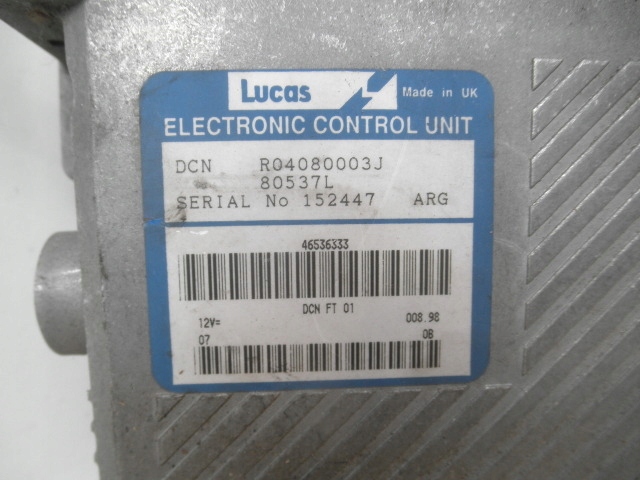 Lucas Made in UK
ELECTRONIC CONTROL UNIT
DCN R04080003J
80537L
SERIAL No 152447 ARG
46536333
DCN FT 01
12V= 008.98
07 0B